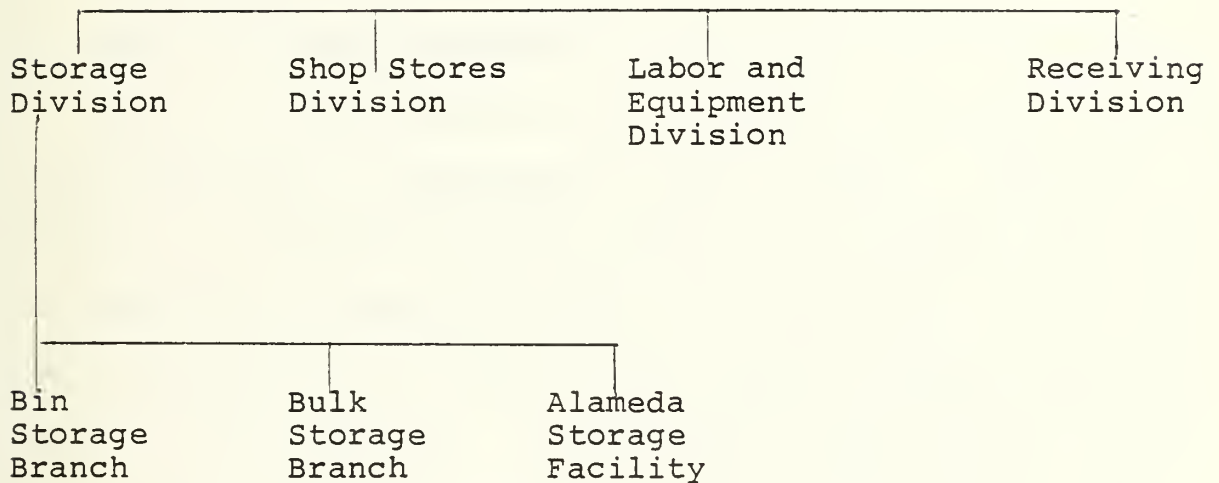 Storage Division
Shop Stores Division
Labor and Equipment Division
Receiving Division
Bin Storage Branch
Bulk Storage Branch
Alameda Storage Facility